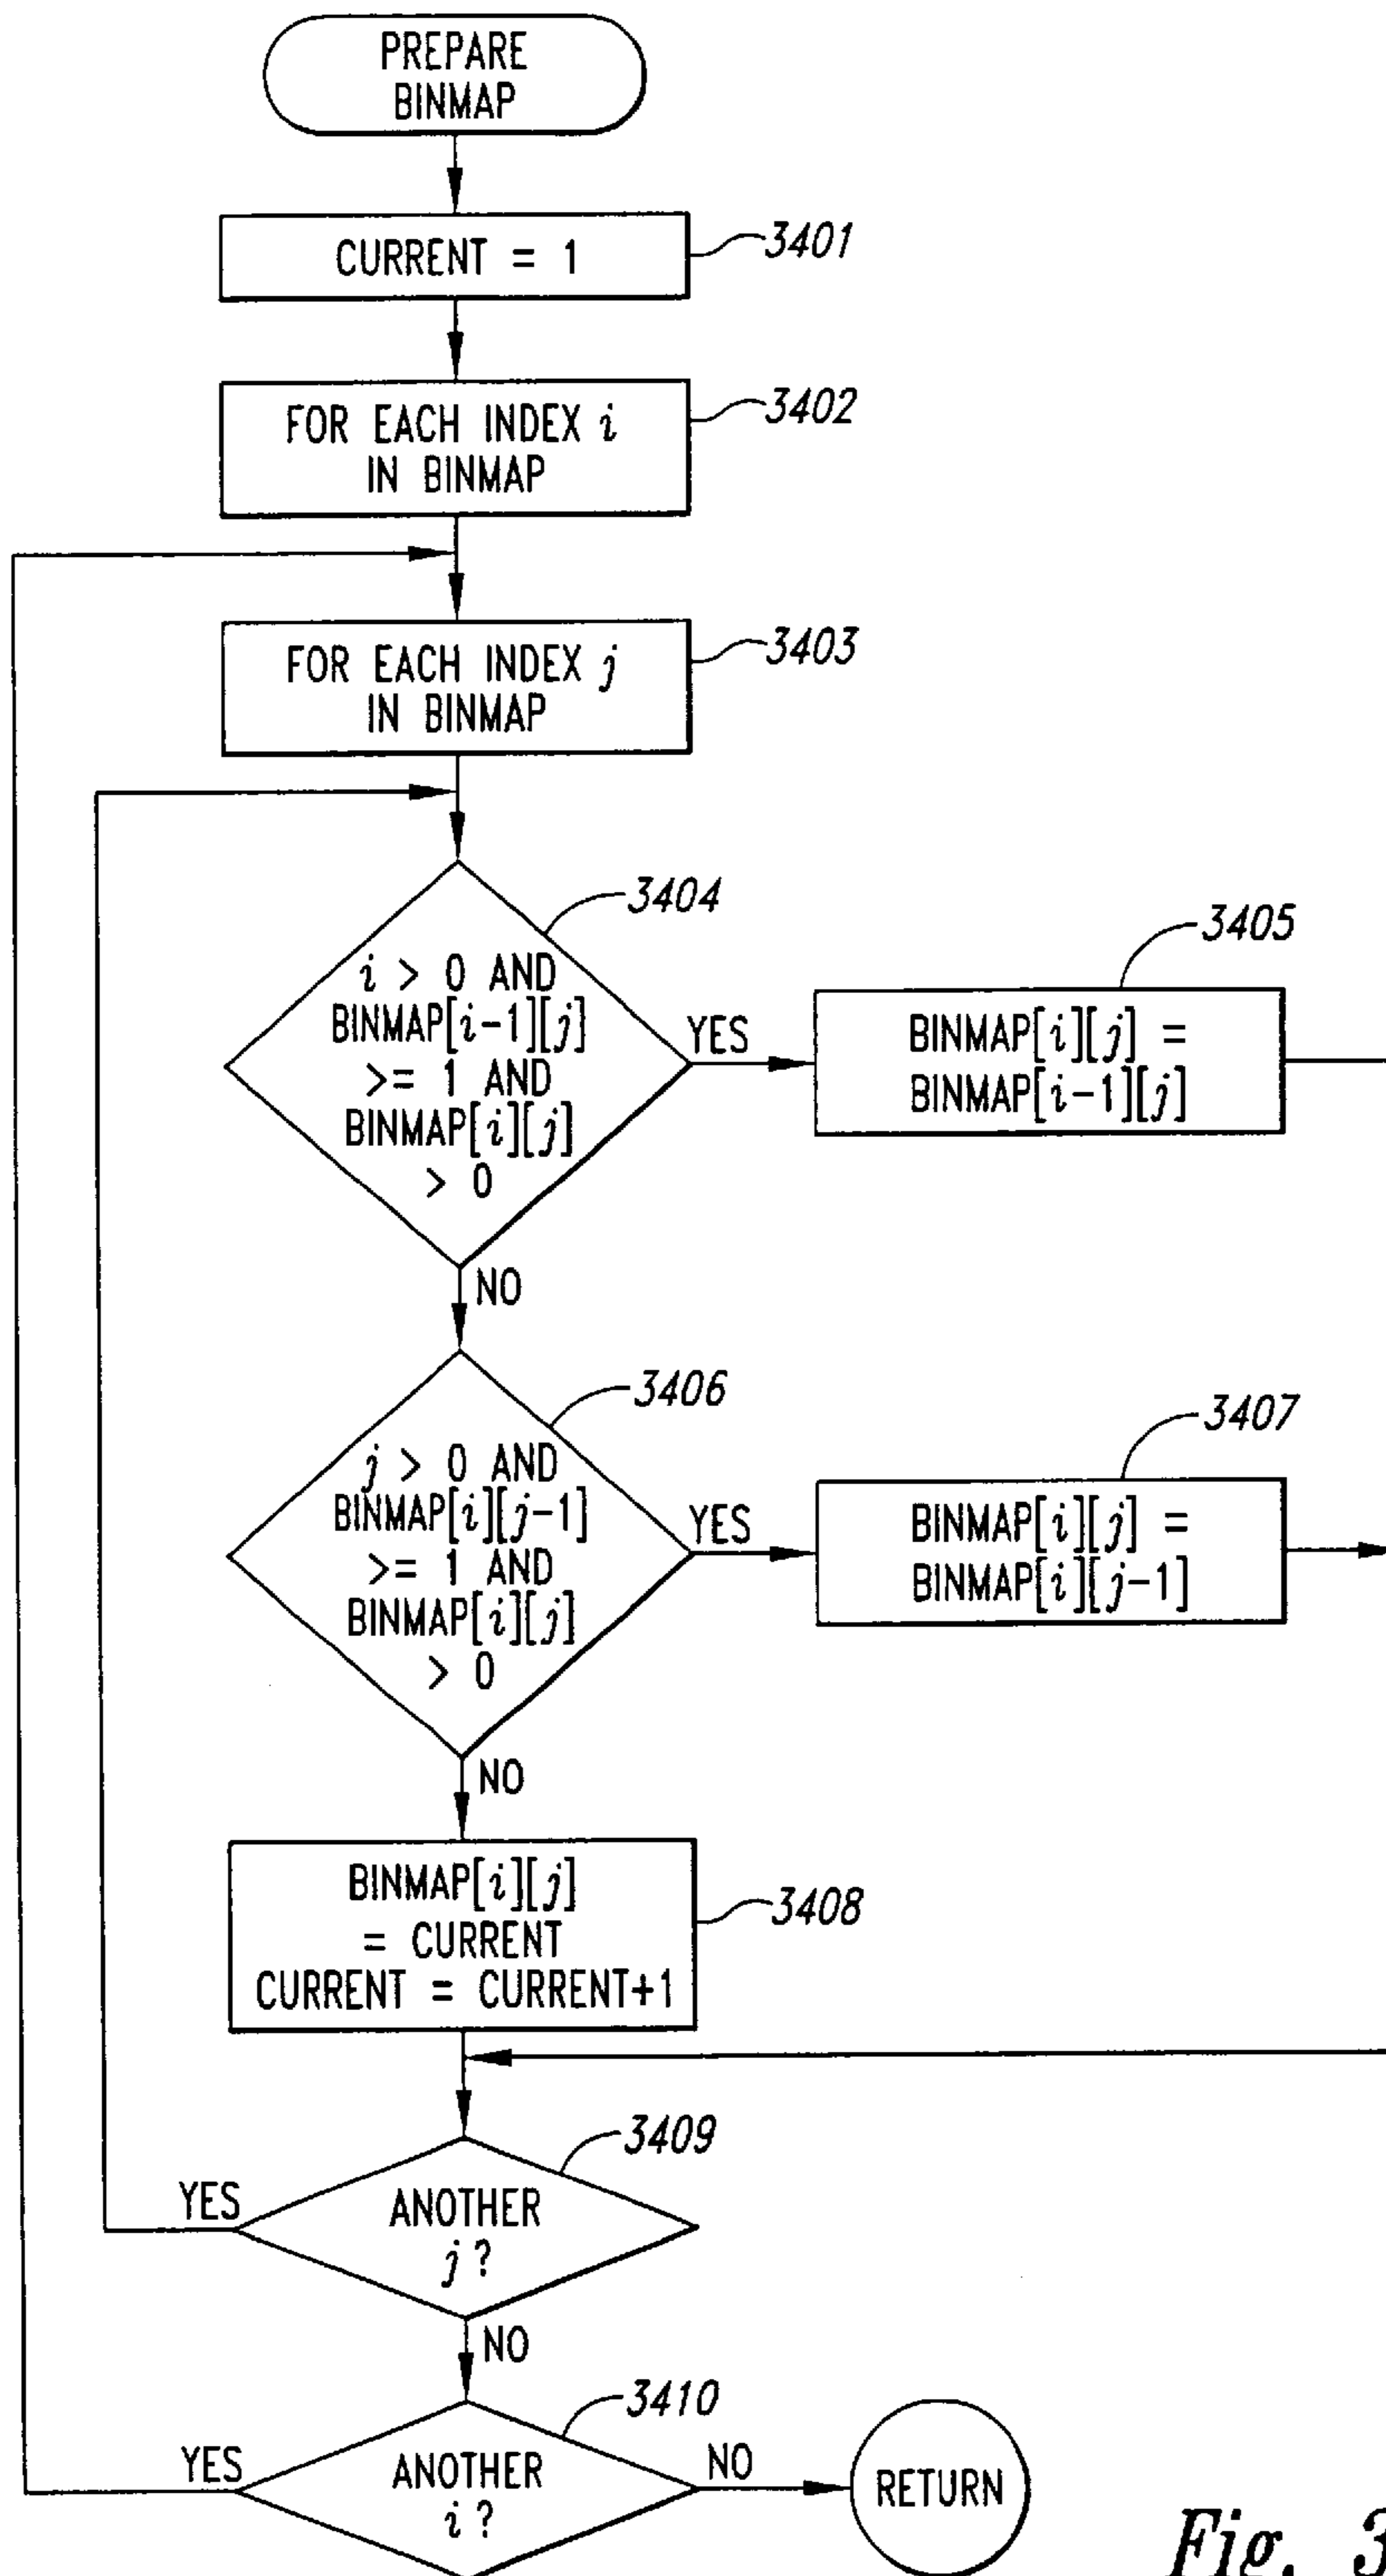 PREPARE
BINMAP
CURRENT = 1
3401
FOR EACH INDEX i
IN BINMAP
3402
FOR EACH INDEX j
IN BINMAP
3403
3404
i > 0 AND
BINMAP[i-1][j]
>= 1 AND
BINMAP[i][j]
> 0
YES
3405
BINMAP[i][j] =
BINMAP[i-1][j]
NO
3406
j > 0 AND
BINMAP[i][j-1]
>= 1 AND
BINMAP[i][j]
> 0
YES
3407
BINMAP[i][j] =
BINMAP[i][j-1]
NO
BINMAP[i][j]
= CURRENT
CURRENT = CURRENT+1
3408
3409
YES
ANOTHER
j?
NO
3410
YES
ANOTHER
i?
NO
RETURN
Fig. 3